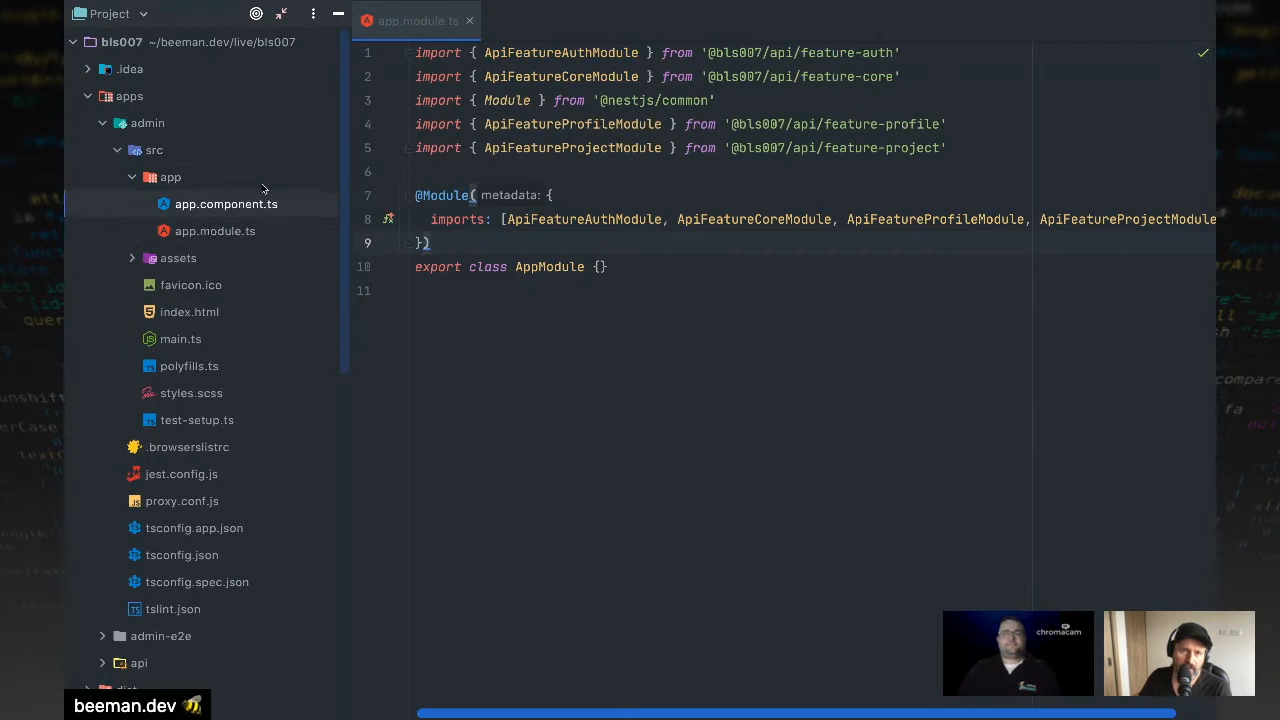 Project
bls007 ~/beeman.dev/live/bls007
.idea
apps
admin
src
app
app.component.ts
app.module.ts
assets
favicon.ico
index.html
main.ts
polyfills.ts
styles.scss
test-setup.ts
.browserslistrc
jest.config.js
proxy.conf.js
tsconfig.app.json
tsconfig.json
tsconfig.spec.json
tslint.json
admin-e2e
api
beeman.dev
app.module.ts
1 import { ApiFeatureAuthModule } from '@bls007/api/feature-auth'
2 import { ApiFeatureCoreModule } from '@bls007/api/feature-core'
3 import { Module } from '@nestjs/common'
4 import { ApiFeatureProfileModule } from '@bls007/api/feature-profile'
5 import { ApiFeatureProjectModule } from '@bls007/api/feature-project'
6
7 @Module( metadata: {
8 imports: [ApiFeatureAuthModule, ApiFeatureCoreModule, ApiFeatureProfileModule, ApiFeatureProjectModule
9 })
10 export class AppModule {}
11
chromacam